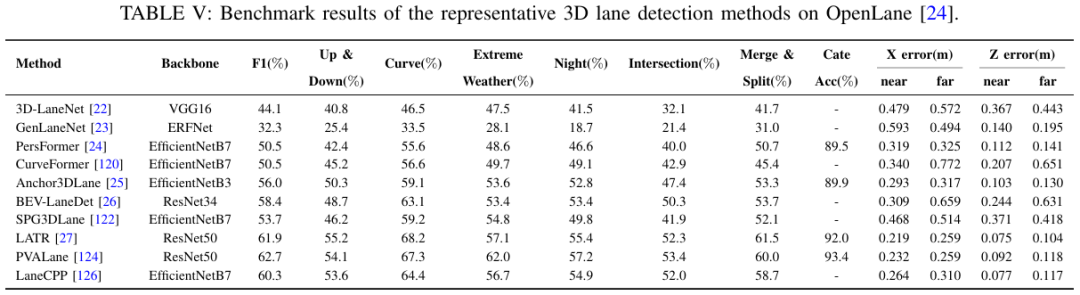 TABLE V: Benchmark results of the representative 3D lane detection methods on OpenLane [24].
Method Backbone F1(%) Up & Down(%) Curve(%) Extreme Weather(%) Night(%) Intersection(%) Merge & Split(%) Cate Acc(%) X error(m) Z error(m)
near far near far
3D-LaneNet [22] VGG16 44.1 40.8 46.5 47.5 41.5 32.1 41.7 - 0.479 0.572 0.367 0.443
GenLaneNet [23] ERFNet 32.3 25.4 33.5 28.1 18.7 21.4 31.0 - 0.593 0.494 0.140 0.195
PersFormer [24] EfficientNetB7 50.5 42.4 55.6 48.6 46.6 40.0 50.7 89.5 0.319 0.325 0.112 0.141
CurveFormer [120] EfficientNetB7 50.5 45.2 56.6 49.7 49.1 42.9 45.4 - 0.340 0.772 0.207 0.651
Anchor3DLane [25] EfficientNetB3 56.0 50.3 59.1 53.6 52.8 47.4 53.3 89.9 0.293 0.317 0.103 0.130
BEV-LaneDet [26] ResNet34 58.4 48.7 63.1 53.4 53.4 50.3 53.7 - 0.309 0.659 0.244 0.631
SPG3DLane [122] EfficientNetB7 53.7 46.2 59.2 54.8 49.8 41.9 52.1 - 0.468 0.514 0.371 0.418
LATR [27] ResNet50 61.9 55.2 68.2 57.1 55.4 52.3 61.5 92.0 0.219 0.259 0.075 0.104
PVALane [124] ResNet50 62.7 54.1 67.3 62.0 57.2 53.4 60.0 93.4 0.232 0.259 0.092 0.118
LaneCPP [126] EfficientNetB7 60.3 53.6 64.4 56.7 54.9 52.0 58.7 - 0.264 0.310 0.077 0.117